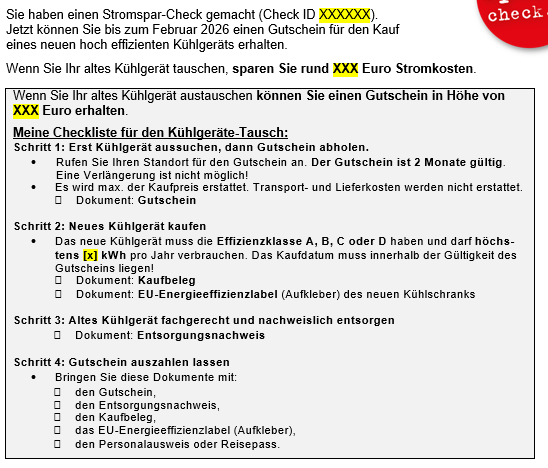 Sie haben einen Stromspar-Check gemacht (Check ID XXXXXX).
Jetzt können Sie bis zum Februar 2026 einen Gutschein für den Kauf
eines neuen hoch effizienten Kühlgeräts erhalten.
check.
Wenn Sie Ihr altes Kühlgerät tauschen, sparen Sie rund XXX Euro Stromkosten.
Wenn Sie Ihr altes Kühlgerät austauschen können Sie einen Gutschein in Höhe von
XXX Euro erhalten.
Meine Checkliste für den Kühlgeräte-Tausch:
Schritt 1: Erst Kühlgerät aussuchen, dann Gutschein abholen.
• Rufen Sie Ihren Standort für den Gutschein an. Der Gutschein ist 2 Monate gültig.
Eine Verlängerung ist nicht möglich!
• Es wird max. der Kaufpreis erstattet. Transport- und Lieferkosten werden nicht erstattet.
Dokument: Gutschein
Schritt 2: Neues Kühlgerät kaufen
• Das neue Kühlgerät muss die Effizienzklasse A, B, C oder D haben und darf höchs-
tens [x] kWh pro Jahr verbrauchen. Das Kaufdatum muss innerhalb der Gültigkeit des
Gutscheins liegen!
Dokument: Kaufbeleg
Dokument: EU-Energieeffizienzlabel (Aufkleber) des neuen Kühlschranks
Schritt 3: Altes Kühlgerät fachgerecht und nachweislich entsorgen
Dokument: Entsorgungsnachweis
Schritt 4: Gutschein auszahlen lassen
• Bringen Sie diese Dokumente mit:
den Gutschein,
den Entsorgungsnachweis,
den Kaufbeleg,
das EU-Energieeffizienzlabel (Aufkleber),
den Personalausweis oder Reisepass.